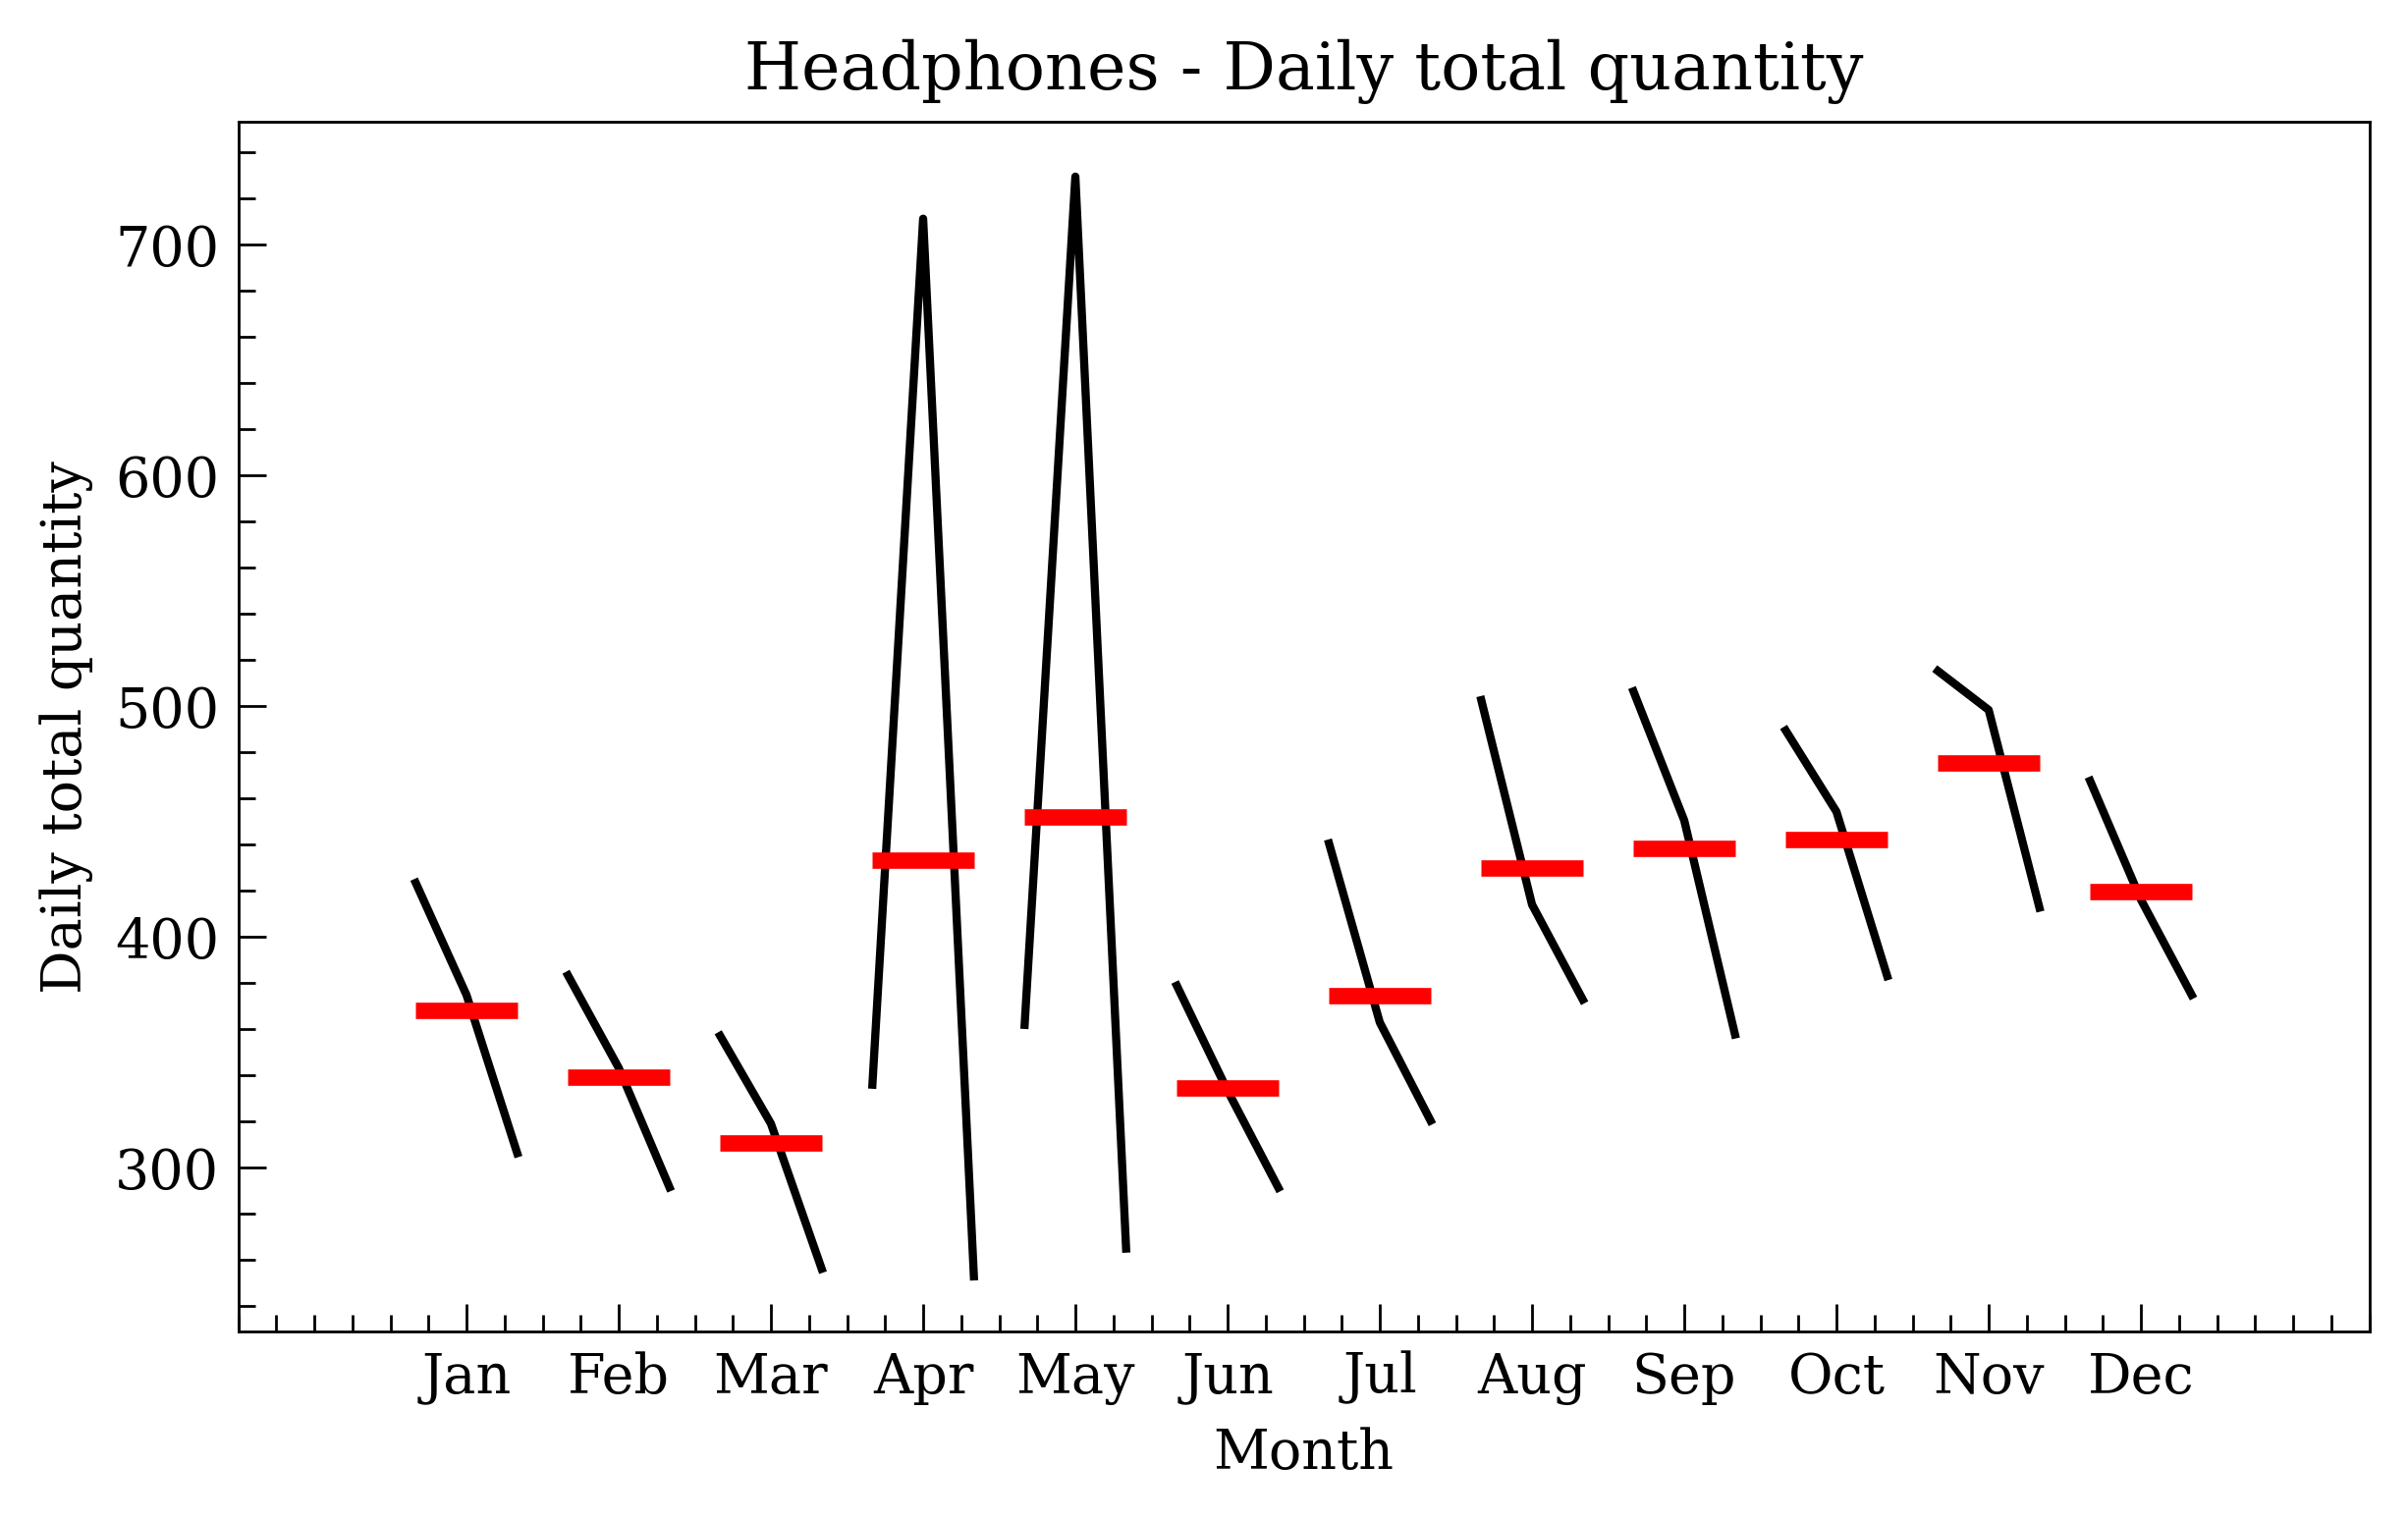 Headphones - Daily total quantity
Daily total quantity
700
600
500
400
300
Jan Feb Mar Apr May Jun Jul Aug Sep Oct Nov Dec
Month